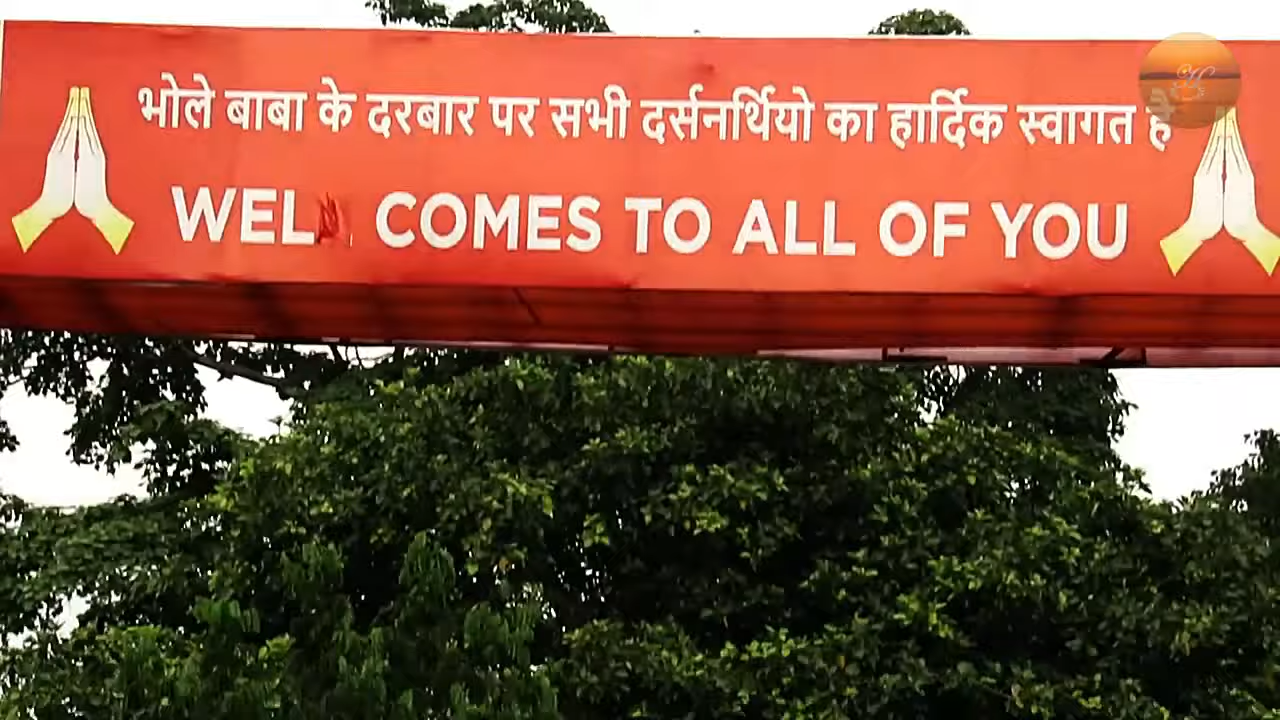 भोले बाबा के दरबार पर सभी दर्सनर्थियो का हार्दिक स्वागत है
WEL COMES TO ALL OF YOU